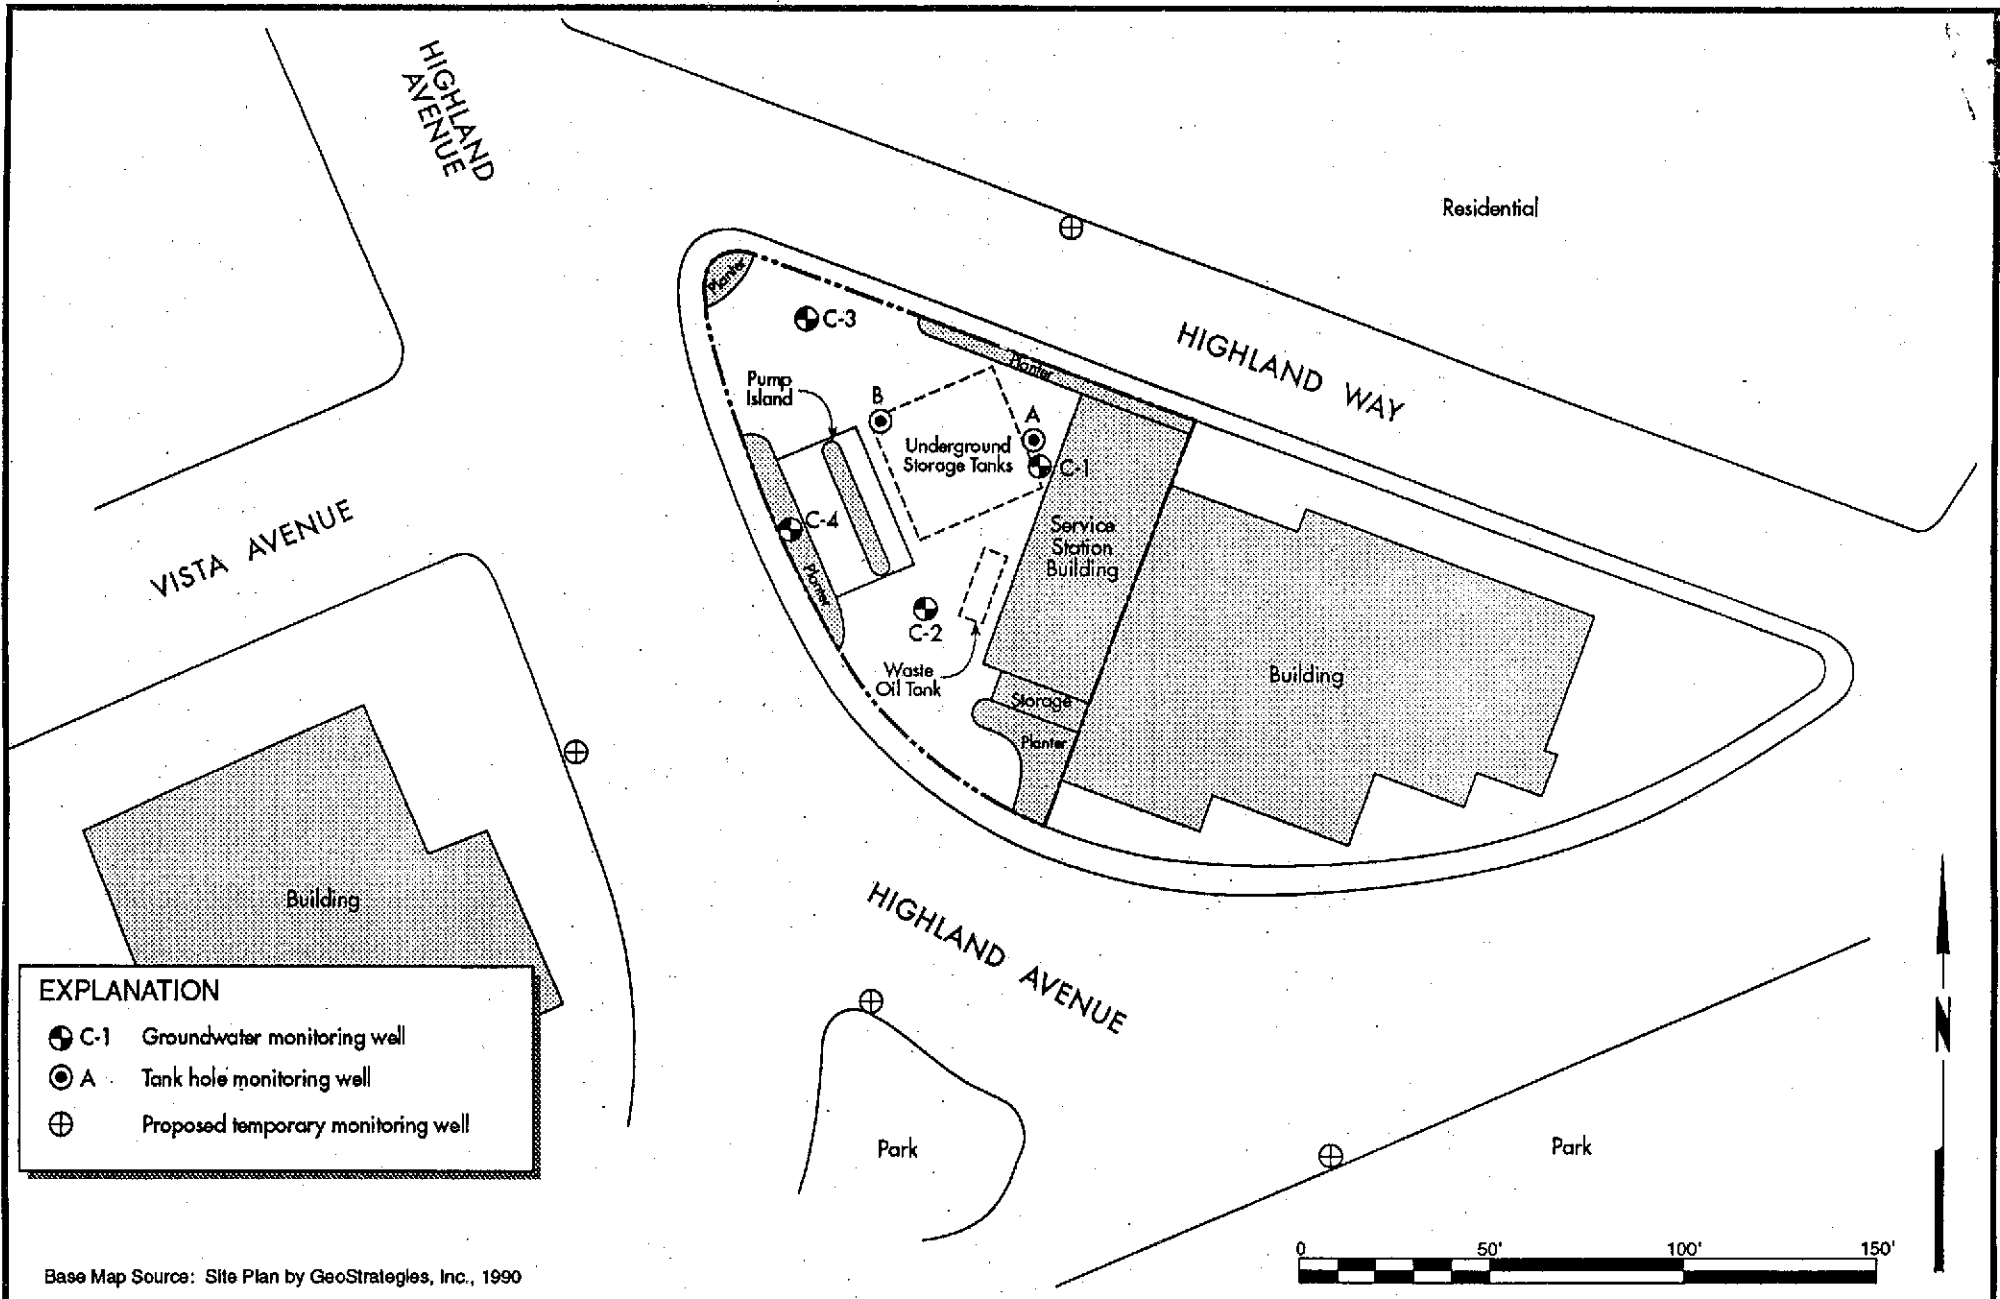 HIGHLAND
AVENUE
Residential
Planter
C-3
HIGHLAND WAY
Planter
Pump
Island
B
A
Underground
Storage Tanks
C-1
C-4
Service
Station
Building
VISTA AVENUE
Planter
C-2
Waste
Oil Tank
Building
Storage
Planter
Building
HIGHLAND AVENUE
EXPLANATION
C-1 Groundwater monitoring well
A Tank hole monitoring well
Proposed temporary monitoring well
Park
Park
N
0 50' 100' 150'
Base Map Source: Site Plan by GeoStrategies, Inc., 1990